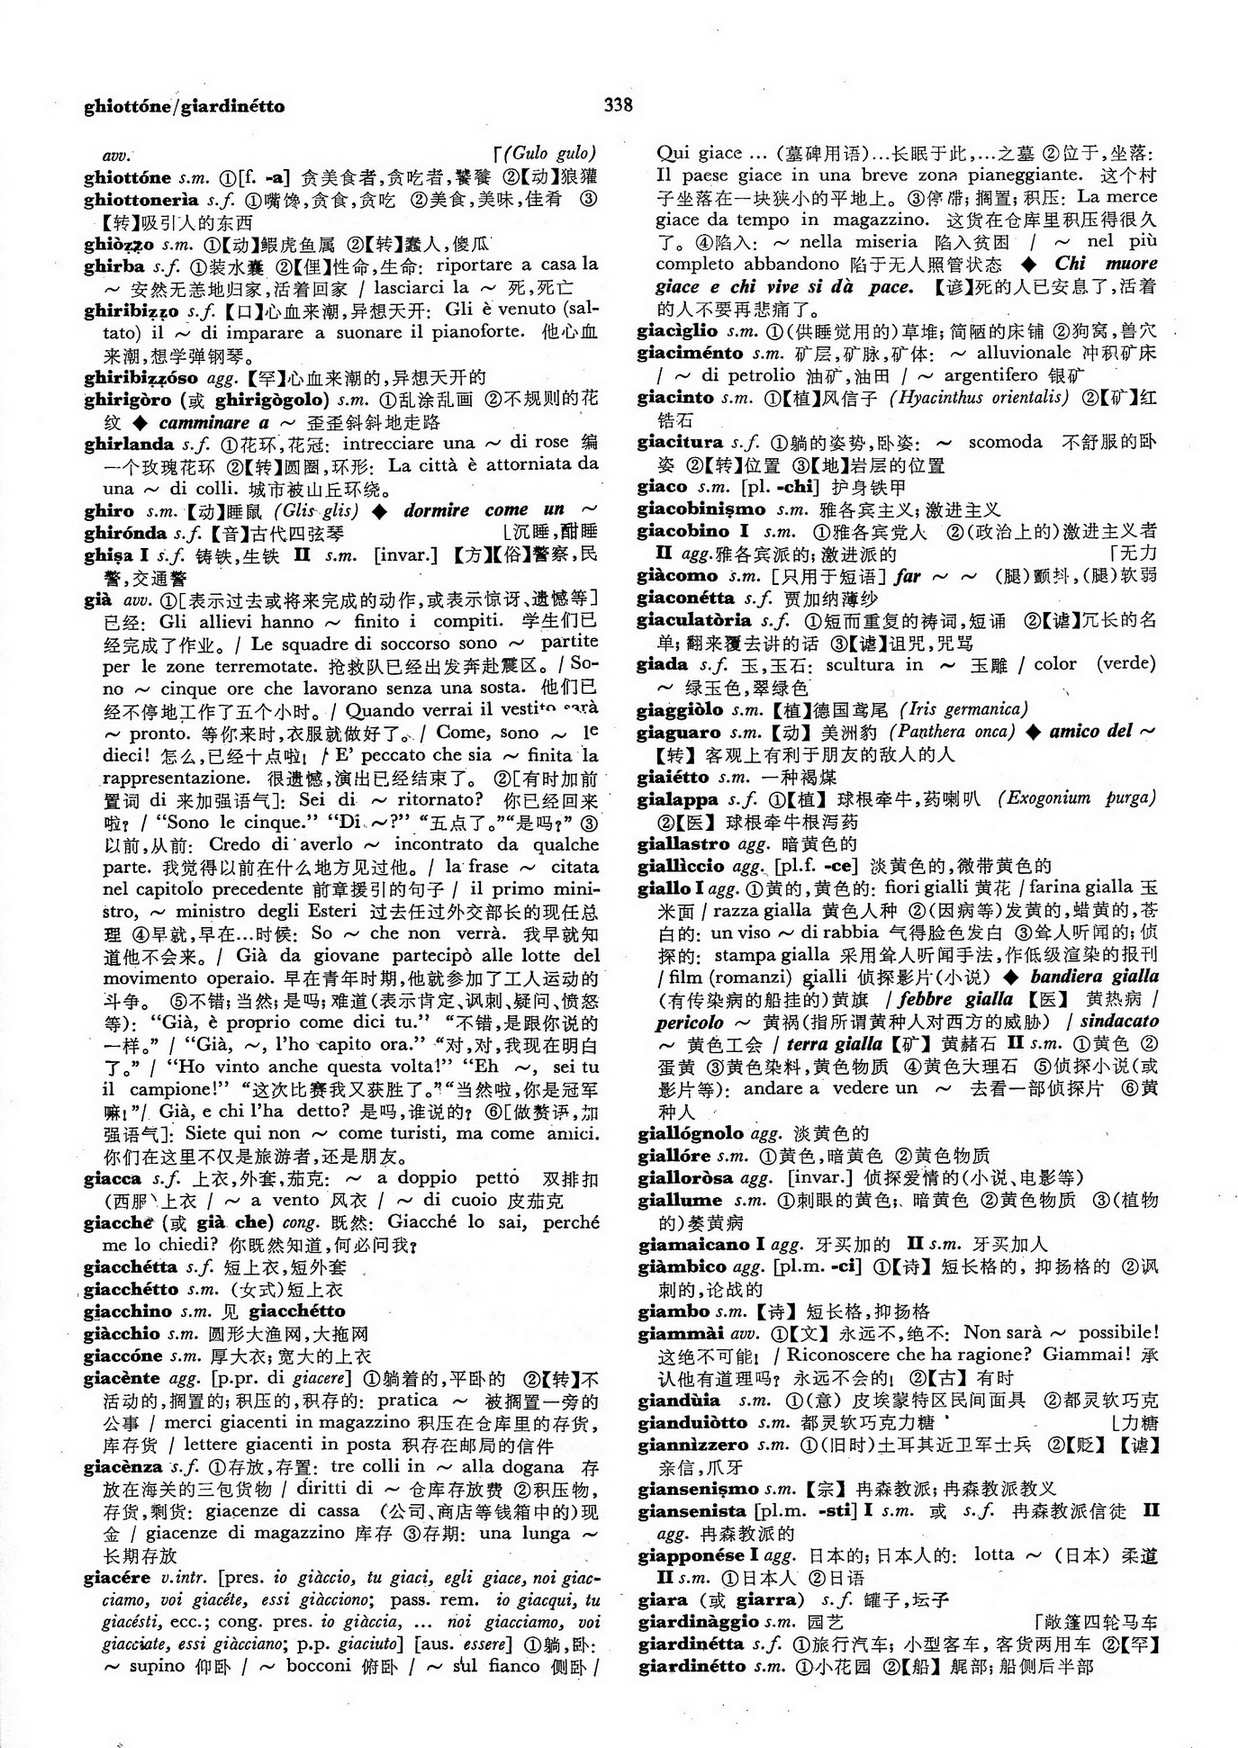 ghiottóne/giardinétto
338
avv. 「(Gulo gulo)
ghiottóne s.m. ①[f. -a] 贪美食者,贪吃者,饕餮 ②【动】狼獾
ghiottonerìa s.f. ①嘴馋,贪食,贪吃 ②美食,美味,佳肴 ③
【转】吸引人的东西
ghiòẓẓo s.m. ①【动】鰕虎鱼属 ②【转】蠢人,傻瓜
ghirba s.f. ①装水囊 ②【俚】性命,生命: riportare a casa la
～ 安然无恙地归家,活着回家 / lasciarci la ～ 死,死亡
ghiribiẓẓo s.f. 【口】心血来潮,异想天开: Gli è venuto (sal-
tato) il ～ di imparare a suonare il pianoforte. 他心血
来潮,想学弹钢琴。
ghiribiẓẓóso agg. 【罕】心血来潮的,异想天开的
ghirigòro (或 ghirigògolo) s.m. ①乱涂乱画 ②不规则的花
纹 ◆ camminare a ～ 歪歪斜斜地走路
ghirlanda s.f. ①花环,花冠: intrecciare una ～ di rose 编
一个玫瑰花环 ②【转】圆圈,环形: La città è attorniata da
una ～ di colli. 城市被山丘环绕。
ghiro s.m. 【动】睡鼠 (Glis glis) ◆ dormire come un ～
ghirónda s.f. 【音】古代四弦琴 ⌊沉睡,酣睡
ghiṣa I s.f. 铸铁,生铁 II s.m. [invar.] 【方】【俗】警察,民
警,交通警
già avv. ①[表示过去或将来完成的动作,或表示惊讶、遗憾等]
已经: Gli allievi hanno ～ finito i compiti. 学生们已
经完成了作业。/ Le squadre di soccorso sono ～ partite
per le zone terremotate. 抢救队已经出发奔赴震区。/ So-
no ～ cinque ore che lavorano senza una sosta. 他们已
经不停地工作了五个小时。/ Quando verrai il vestito sarà
～ pronto. 等你来时,衣服就做好了。/ Come, sono ～ le
dieci! 怎么,已经十点啦! / E' peccato che sia ～ finita la
rappresentazione. 很遗憾,演出已经结束了。 ②[有时加前
置词 di 来加强语气]: Sei di ～ ritornato? 你已经回来
啦? / “Sono le cinque.” “Di ～?” “五点了。”“是吗?” ③
以前,从前: Credo di averlo ～ incontrato da qualche
parte. 我觉得以前在什么地方见过他。/ la frase ～ citata
nel capitolo precedente 前章援引的句子 / il primo mini-
stro, ～ ministro degli Esteri 过去任过外交部长的现任总
理 ④早就,早在…时候: So ～ che non verrà. 我早就知
道他不会来。/ Già da giovane partecipò alle lotte del
movimento operaio. 早在青年时期,他就参加了工人运动的
斗争。 ⑤不错;当然;是吗;难道(表示肯定、讽刺、疑问、愤怒
等): “Già, è proprio come dici tu.” “不错,是跟你说的
一样。” / “Già, ～, l'ho capito ora.” “对,对,我现在明白
了。” / “Ho vinto anche questa volta!” “Eh ～, sei tu
il campione!” “这次比赛我又获胜了。”“当然啦,你是冠军
嘛!”/ Già, e chi l'ha detto? 是吗,谁说的? ⑥[做赘语,加
强语气]: Siete qui non ～ come turisti, ma come amici.
你们在这里不仅是旅游者,还是朋友。
giacca s.f. 上衣,外套,茄克: ～ a doppio petto 双排扣
(西服)上衣 / ～ a vento 风衣 / ～ di cuoio 皮茄克
giacché (或 già che) cong. 既然: Giacché lo sai, perché
me lo chiedi? 你既然知道,何必问我?
giacchétta s.f. 短上衣,短外套
giacchétto s.m. (女式)短上衣
giacchino s.m. 见 giacchétto
giàcchio s.m. 圆形大渔网,大拖网
giaccóne s.m. 厚大衣;宽大的上衣
giacènte agg. [p.pr. di giacere] ①躺着的,平卧的 ②【转】不
活动的,搁置的;积压的,积存的: pratica ～ 被搁置一旁的
公事 / merci giacenti in magazzino 积压在仓库里的存货,
库存货 / lettere giacenti in posta 积存在邮局的信件
giacènza s.f. ①存放,存置: tre colli in ～ alla dogana 存
放在海关的三包货物 / diritti di ～ 仓库存放费 ②积压物,
存货,剩货: giacenze di cassa (公司、商店等钱箱中的)现
金 / giacenze di magazzino 库存 ③存期: una lunga ～
长期存放
giacére v.intr. [pres. io giàccio, tu giaci, egli giace, noi giac-
ciamo, voi giacéte, essi giàcciono; pass. rem. io giacqui, tu
giacésti, ecc.; cong. pres. io giàccia, … noi giacciamo, voi
giacciate, essi giàcciano; p.p. giaciuto] [aus. essere] ①躺,卧:
～ supino 仰卧 / ～ bocconi 俯卧 / ～ sul fianco 侧卧 /
Qui giace … (墓碑用语)…长眠于此,…之墓 ②位于,坐落:
Il paese giace in una breve zona pianeggiante. 这个村
子坐落在一块狭小的平地上。③停滞;搁置;积压: La merce
giace da tempo in magazzino. 这货在仓库里积压得很久
了。④陷入: ～ nella miseria 陷入贫困 / ～ nel più
completo abbandono 陷于无人照管状态 ◆ Chi muore
giace e chi vive si dà pace. 【谚】死的人已安息了,活着
的人不要再悲痛了。
giacìglio s.m. ①(供睡觉用的)草堆;简陋的床铺 ②狗窝,兽穴
giaciménto s.m. 矿层,矿脉,矿体: ～ alluvionale 冲积矿床
/ ～ di petrolio 油矿,油田 / ～ argentifero 银矿
giacinto s.m. ①【植】风信子 (Hyacinthus orientalis) ②【矿】红
锆石
giacitura s.f. ①躺的姿势,卧姿: ～ scomoda 不舒服的卧
姿 ②【转】位置 ③【地】岩层的位置
giaco s.m. [pl. -chi] 护身铁甲
giacobiniṣmo s.m. 雅各宾主义;激进主义
giacobino I s.m. ①雅各宾党人 ②(政治上的)激进主义者
II agg.雅各宾派的;激进派的 「无力
giàcomo s.m. [只用于短语] far ～ ～ (腿)颤抖,(腿)软弱
giaconétta s.f. 贾加纳薄纱
giaculatòria s.f. ①短而重复的祷词,短诵 ②【谑】冗长的名
单;翻来覆去讲的话 ③【谑】诅咒,咒骂
giada s.f. 玉,玉石: scultura in ～ 玉雕 / color (verde)
～ 绿玉色,翠绿色
giaggiòlo s.m. 【植】德国鸢尾 (Iris germanica)
giaguaro s.m. 【动】美洲豹 (Panthera onca) ◆ amico del ～
【转】客观上有利于朋友的敌人的人
giaiétto s.m. 一种褐煤
gialappa s.f. ①【植】球根牵牛,药喇叭 (Exogonium purga)
②【医】球根牵牛根泻药
giallastro agg. 暗黄色的
giallìccio agg. [pl.f. -ce] 淡黄色的,微带黄色的
giallo I agg. ①黄的,黄色的: fiori gialli 黄花 / farina gialla 玉
米面 / razza gialla 黄色人种 ②(因病等)发黄的,蜡黄的,苍
白的: un viso ～ di rabbia 气得脸色发白 ③耸人听闻的;侦
探的: stampa gialla 采用耸人听闻手法,作低级渲染的报刊
/ film (romanzi) gialli 侦探影片(小说) ◆ bandiera gialla
(有传染病的船挂的)黄旗 / febbre gialla 【医】黄热病 /
pericolo ～ 黄祸(指所谓黄种人对西方的威胁) / sindacato
～ 黄色工会 / terra gialla 【矿】黄赭石 II s.m. ①黄色 ②
蛋黄 ③黄色染料,黄色物质 ④黄色大理石 ⑤侦探小说(或
影片等): andare a vedere un ～ 去看一部侦探片 ⑥黄
种人
giallógnolo agg. 淡黄色的
giallóre s.m. ①黄色,暗黄色 ②黄色物质
gialloròsa agg. [invar.] 侦探爱情的(小说、电影等)
giallume s.m. ①刺眼的黄色;暗黄色 ②黄色物质 ③(植物
的)萎黄病
giamaicano I agg. 牙买加的 II s.m. 牙买加人
giàmbico agg. [pl.m. -ci] ①【诗】短长格的,抑扬格的 ②讽
刺的,论战的
giambo s.m. 【诗】短长格,抑扬格
giammài avv. ①【文】永远不,绝不: Non sarà ～ possibile!
这绝不可能! / Riconoscere che ha ragione? Giammai! 承
认他有道理吗? 永远不会的! ②【古】有时
giandùia s.m. ①(意) 皮埃蒙特区民间面具 ②都灵软巧克
gianduiòtto s.m. 都灵软巧克力糖 ⌊力糖
giannìzzero s.m. ①(旧时)土耳其近卫军士兵 ②【贬】【谑】
亲信,爪牙
gianseniṣmo s.m. 【宗】冉森教派;冉森教派教义
giansenista [pl.m. -sti] I s.m. 或 s.f. 冉森教派信徒 II
agg. 冉森教派的
giapponése I agg. 日本的;日本人的: lotta ～ (日本) 柔道
II s.m. ①日本人 ②日语
giara (或 giarra) s.f. 罐子,坛子
giardinàggio s.m. 园艺 「敞篷四轮马车
giardinétta s.f. ①旅行汽车;小型客车,客货两用车 ②【罕】
giardinétto s.m. ①小花园 ②【船】艉部;船侧后半部